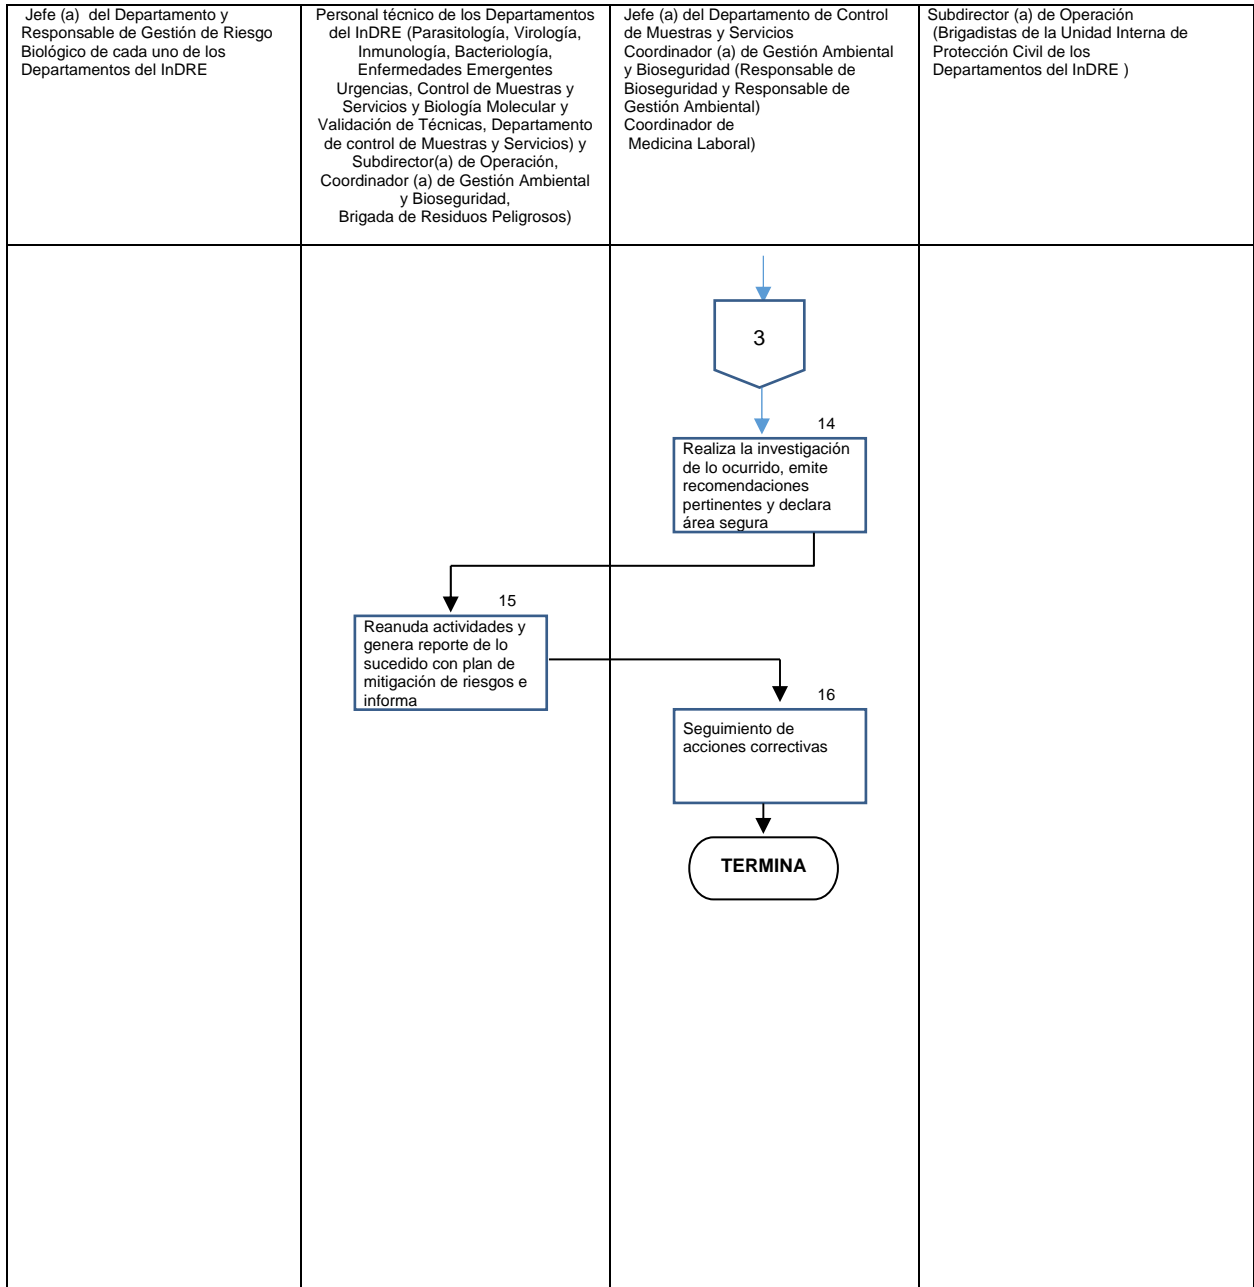 Jefe (a) del Departamento y
Responsable de Gestión de Riesgo
Biológico de cada uno de los
Departamentos del InDRE
Personal técnico de los Departamentos
del InDRE (Parasitología, Virología,
Inmunología, Bacteriología,
Enfermedades Emergentes
Urgencias, Control de Muestras y
Servicios y Biología Molecular y
Validación de Técnicas, Departamento
de control de Muestras y Servicios) y
Subdirector(a) de Operación,
Coordinador (a) de Gestión Ambiental
y Bioseguridad,
Brigada de Residuos Peligrosos)
Jefe (a) del Departamento de Control
de Muestras y Servicios
Coordinador (a) de Gestión Ambiental
y Bioseguridad (Responsable de
Bioseguridad y Responsable de
Gestión Ambiental)
Coordinador de
Medicina Laboral)
Subdirector (a) de Operación
(Brigadistas de la Unidad Interna de
Protección Civil de los
Departamentos del InDRE )
3
14
Realiza la investigación
de lo ocurrido, emite
recomendaciones
pertinentes y declara
área segura
15
Reanuda actividades y
genera reporte de lo
sucedido con plan de
mitigación de riesgos e
informa
16
Seguimiento de
acciones correctivas
TERMINA